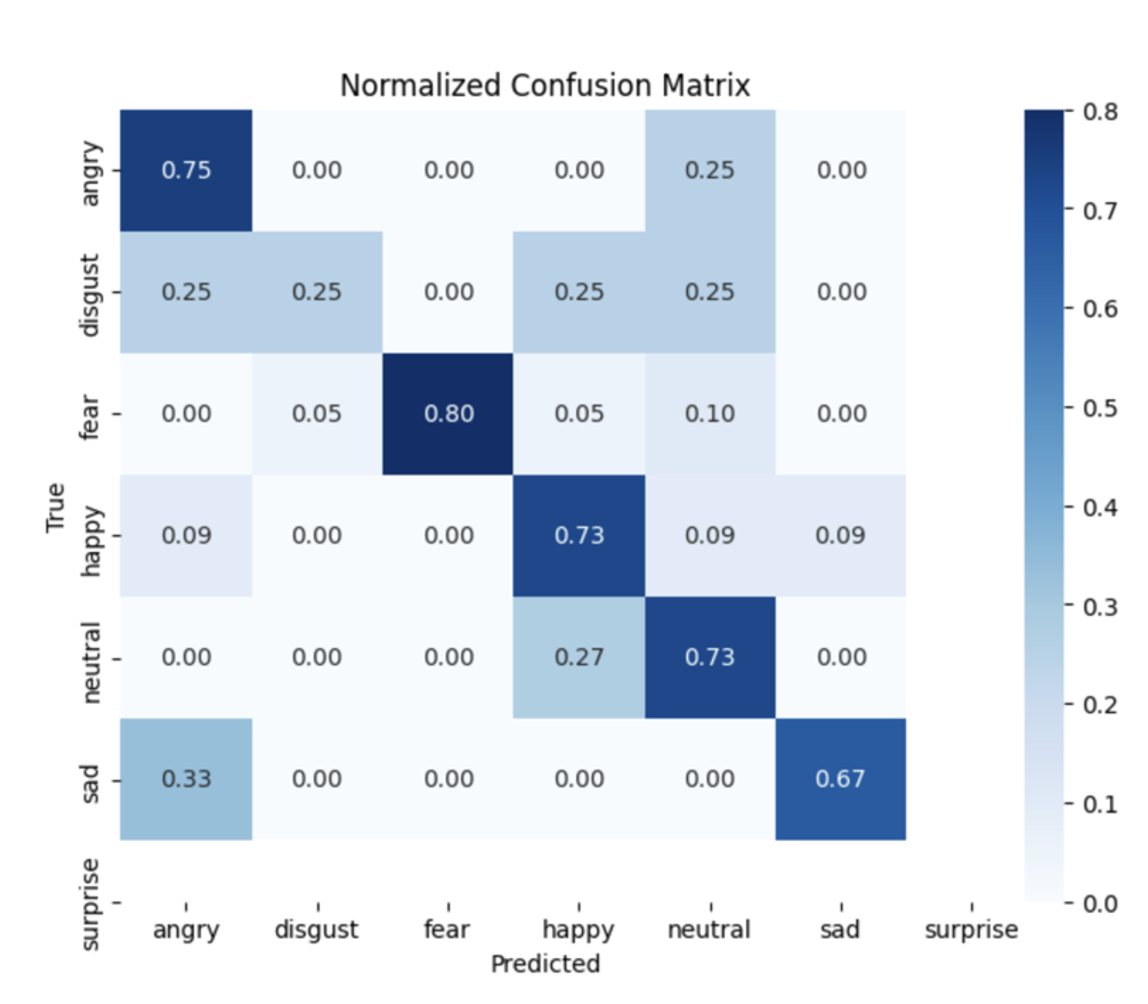 Normalized Confusion Matrix
angry 0.75 0.00 0.00 0.00 0.25 0.00
disgust 0.25 0.25 0.00 0.25 0.25 0.00
fear 0.00 0.05 0.80 0.05 0.10 0.00
happy 0.09 0.00 0.00 0.73 0.09 0.09
neutral 0.00 0.00 0.00 0.27 0.73 0.00
sad 0.33 0.00 0.00 0.00 0.00 0.67
surprise
True
angry disgust fear happy neutral sad surprise
Predicted
0.8
0.7
0.6
0.5
0.4
0.3
0.2
0.1
0.0